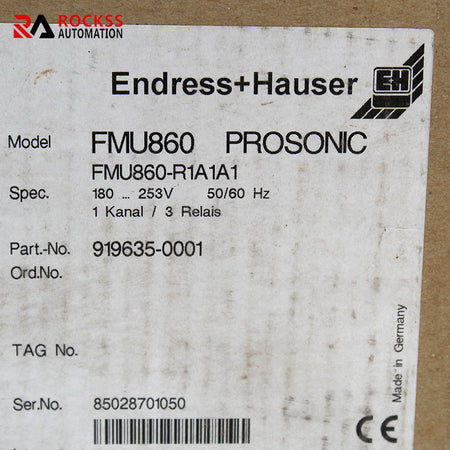 ROCKSS
AUTOMATION
Endress+Hauser
EH
Model FMU860 PROSONIC
FMU860-R1A1A1
Spec. 180 ... 253V 50/60 Hz
1 Kanal / 3 Relais
Part.-No. 919635-0001
Ord.No.
TAG No.
Ser.No. 85028701050
CE
Made in Germany